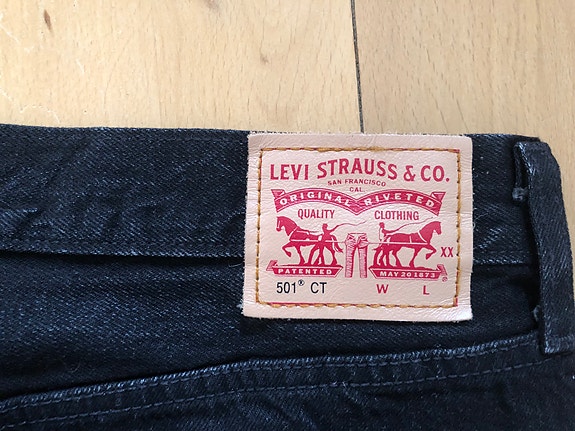 LEVI STRAUSS & CO.
SAN FRANCISCO
CAL.
ORIGINAL RIVETED
QUALITY CLOTHING
XX
PATENTED MAY 20 1873
501® CT W L